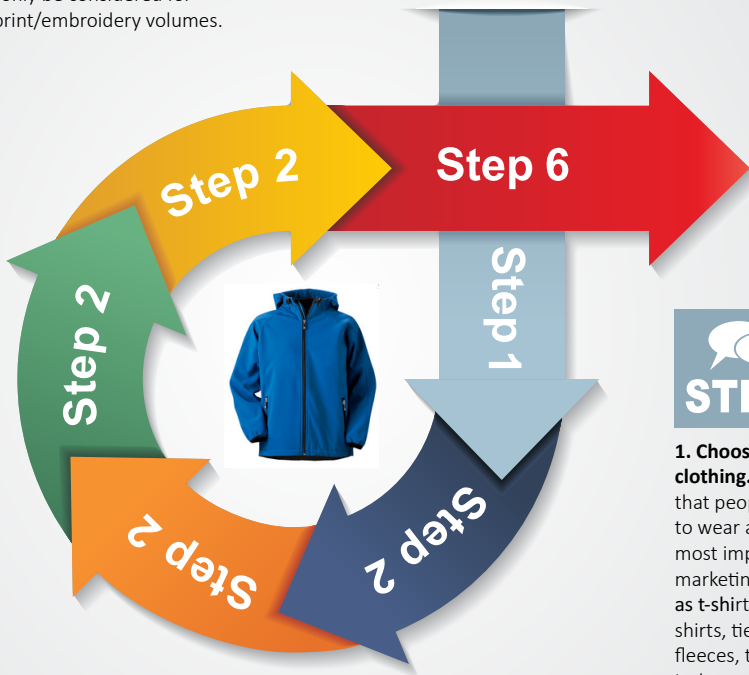 print/embroidery volumes.
Step 1
Step 2
Step 2
Step 2
Step 2
Step 6
1. Choos
clothing.
that peop
to wear a
most imp
marketin
as t-shirt
shirts, tie
fleeces, t